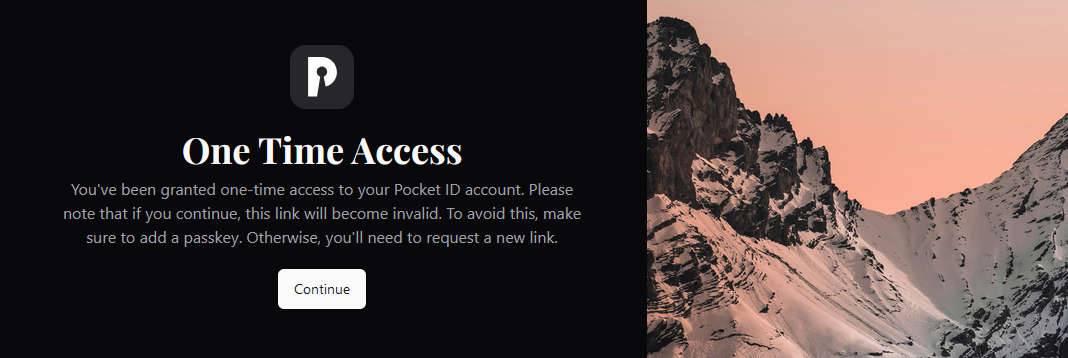 One Time Access
You've been granted one-time access to your Pocket ID account. Please
note that if you continue, this link will become invalid. To avoid this, make
sure to add a passkey. Otherwise, you'll need to request a new link.
Continue